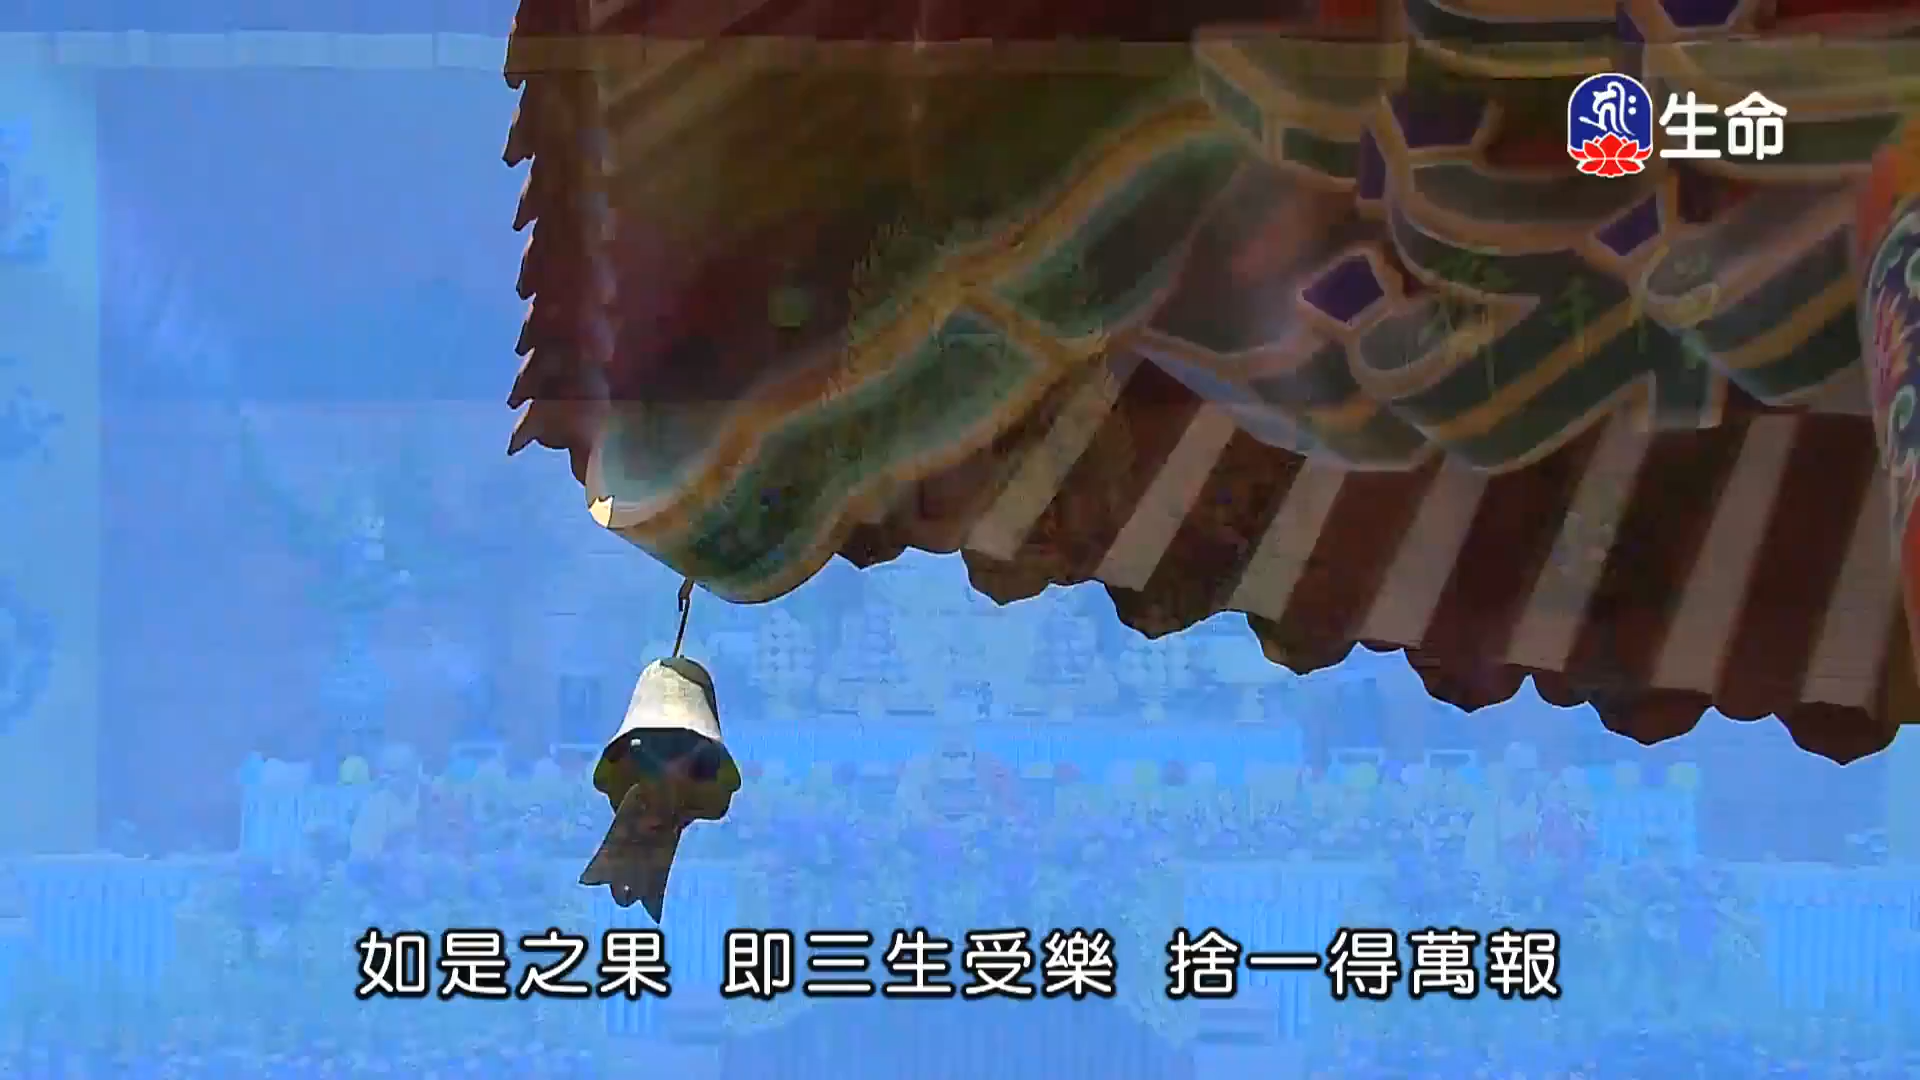 生命
如是之果 即三生受樂 捨一得萬報